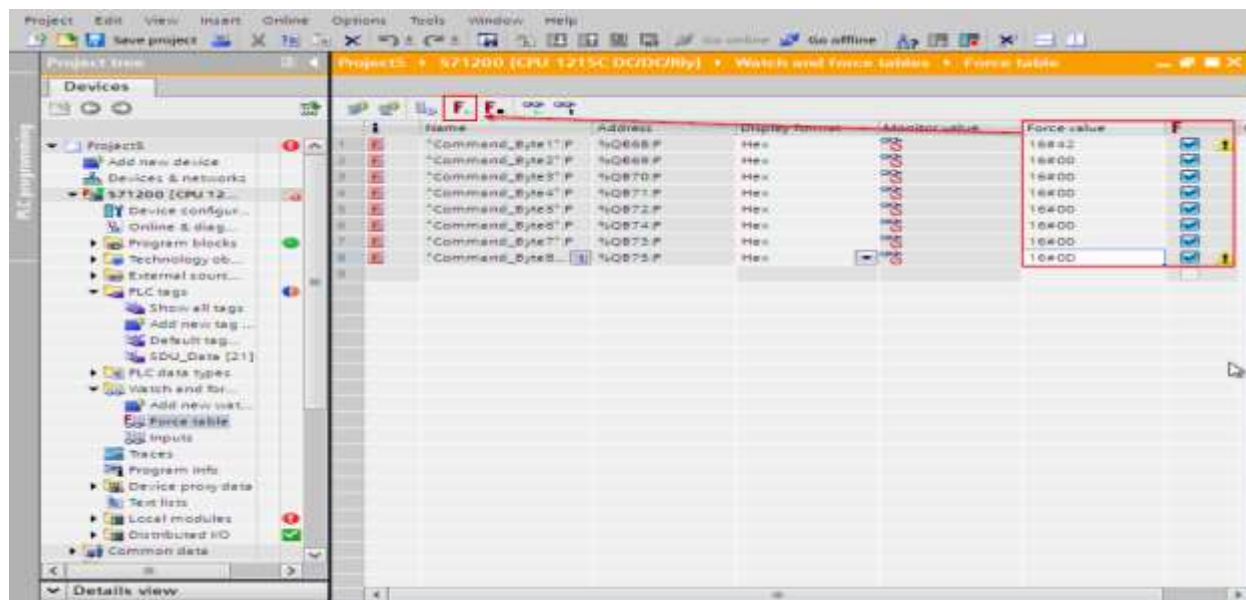 Project Edit View Insert Online Options Tools Window Help
Save project Go online Go offline
Project tree
Project5 S71200 [CPU 1215C DC/DC/Rly] Watch and force tables Force table
Devices
PLC programming
Project5
Add new device
Devices & networks
S71200 [CPU 12...
Device configur...
Online & diag...
Program blocks
Technology ob...
External sourc...
PLC tags
Show all tags
Add new tag ...
Default tag...
SDU_Data [21]
PLC data types
Watch and for...
Add new wat...
Force table
Inputs
Traces
Program info
Device proxy data
Text lists
Local modules
Distributed I/O
Common data
Details view
i Name Address Display format Monitor value Force value F
1 "Command_Byte1":P %QB68:P Hex 16#42
2 "Command_Byte2":P %QB69:P Hex 16#00
3 "Command_Byte3":P %QB70:P Hex 16#00
4 "Command_Byte4":P %QB71:P Hex 16#00
5 "Command_Byte5":P %QB72:P Hex 16#00
6 "Command_Byte6":P %QB74:P Hex 16#00
7 "Command_Byte7":P %QB73:P Hex 16#00
8 "Command_Byte8... %QB75:P Hex 16#0D